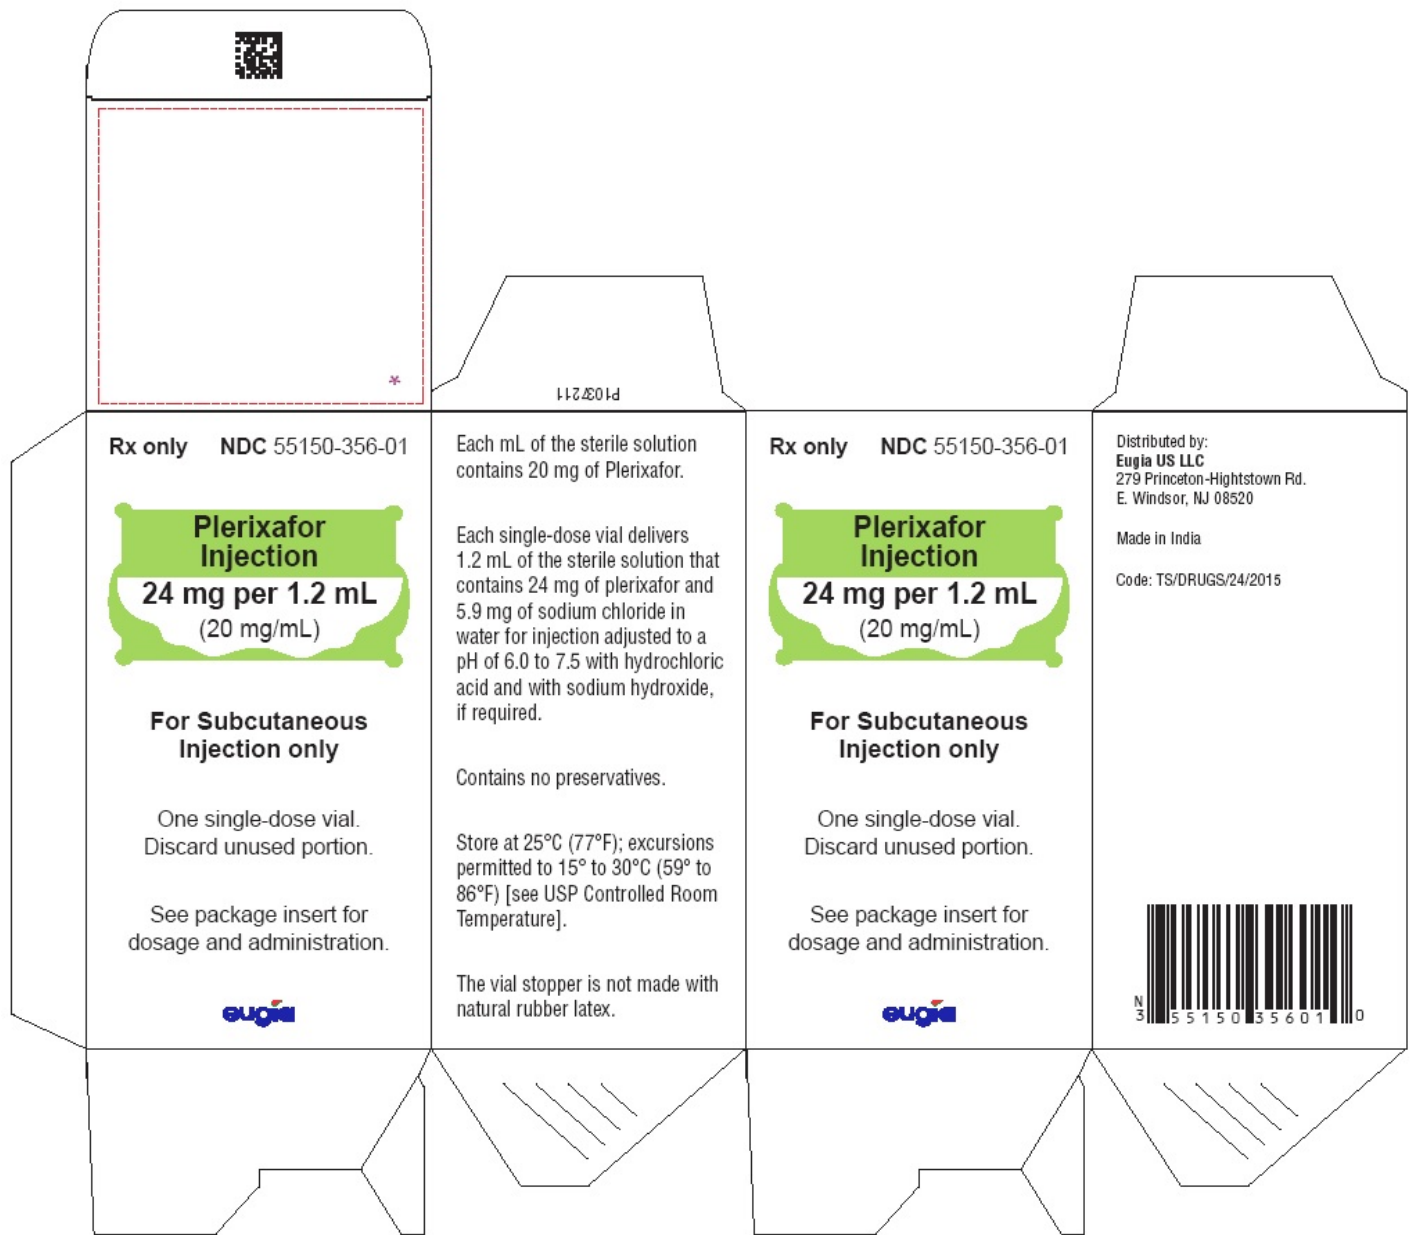 *
P1037211
Rx only NDC 55150-356-01
Plerixafor
Injection
24 mg per 1.2 mL
(20 mg/mL)
For Subcutaneous
Injection only
One single-dose vial.
Discard unused portion.
See package insert for
dosage and administration.
eugia
Each mL of the sterile solution
contains 20 mg of Plerixafor.
Each single-dose vial delivers
1.2 mL of the sterile solution that
contains 24 mg of plerixafor and
5.9 mg of sodium chloride in
water for injection adjusted to a
pH of 6.0 to 7.5 with hydrochloric
acid and with sodium hydroxide,
if required.
Contains no preservatives.
Store at 25°C (77°F); excursions
permitted to 15° to 30°C (59° to
86°F) [see USP Controlled Room
Temperature].
The vial stopper is not made with
natural rubber latex.
Rx only NDC 55150-356-01
Plerixafor
Injection
24 mg per 1.2 mL
(20 mg/mL)
For Subcutaneous
Injection only
One single-dose vial.
Discard unused portion.
See package insert for
dosage and administration.
eugia
Distributed by:
Eugia US LLC
279 Princeton-Hightstown Rd.
E. Windsor, NJ 08520
Made in India
Code: TS/DRUGS/24/2015
N
3 55150 35601 0